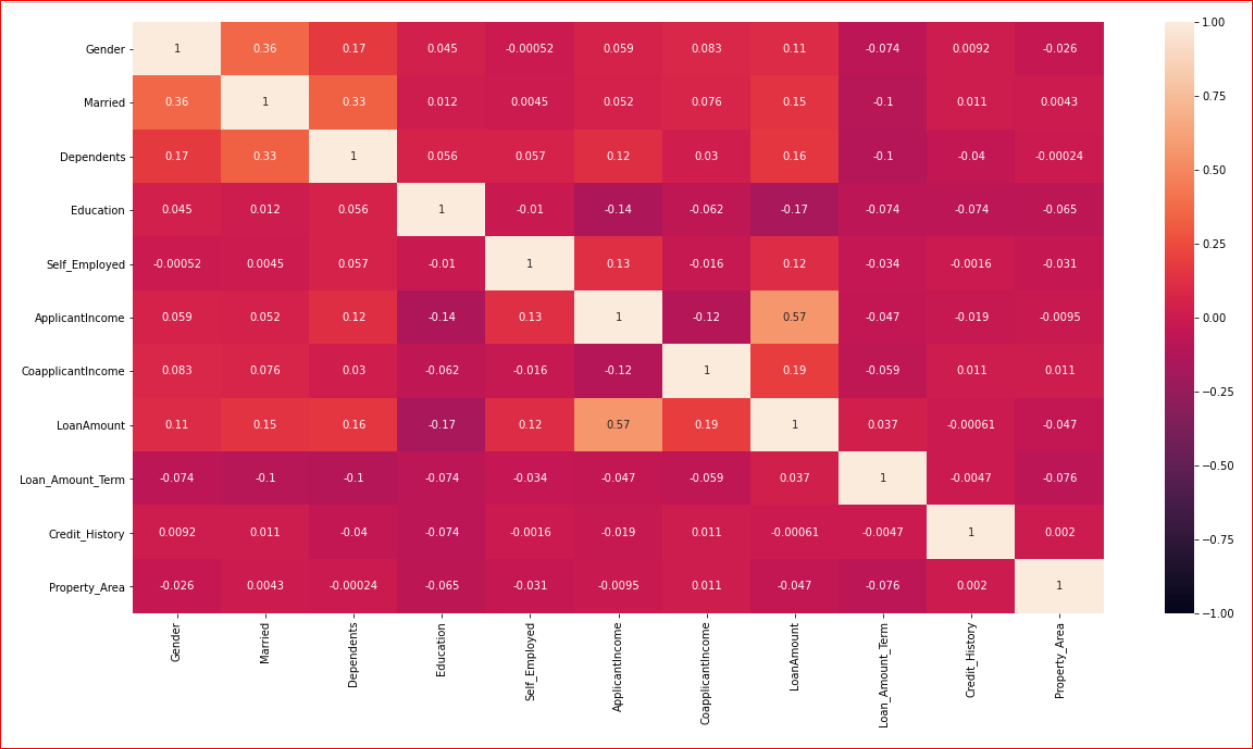 Gender 1 0.36 0.17 0.045 -0.00052 0.059 0.083 0.11 -0.074 0.0092 -0.026
Married 0.36 1 0.33 0.012 0.0045 0.052 0.076 0.15 -0.1 0.011 0.0043
Dependents 0.17 0.33 1 0.056 0.057 0.12 0.03 0.16 -0.1 -0.04 -0.00024
Education 0.045 0.012 0.056 1 -0.01 -0.14 -0.062 -0.17 -0.074 -0.074 -0.065
Self_Employed -0.00052 0.0045 0.057 -0.01 1 0.13 -0.016 0.12 -0.034 -0.0016 -0.031
ApplicantIncome 0.059 0.052 0.12 -0.14 0.13 1 -0.12 0.57 -0.047 -0.019 -0.0095
CoapplicantIncome 0.083 0.076 0.03 -0.062 -0.016 -0.12 1 0.19 -0.059 0.011 0.011
LoanAmount 0.11 0.15 0.16 -0.17 0.12 0.57 0.19 1 0.037 -0.00061 -0.047
Loan_Amount_Term -0.074 -0.1 -0.1 -0.074 -0.034 -0.047 -0.059 0.037 1 -0.0047 -0.076
Credit_History 0.0092 0.011 -0.04 -0.074 -0.0016 -0.019 0.011 -0.00061 -0.0047 1 0.002
Property_Area -0.026 0.0043 -0.00024 -0.065 -0.031 -0.0095 0.011 -0.047 -0.076 0.002 1
Gender
Married
Dependents
Education
Self_Employed
ApplicantIncome
CoapplicantIncome
LoanAmount
Loan_Amount_Term
Credit_History
Property_Area
1.00
0.75
0.50
0.25
0.00
−0.25
−0.50
−0.75
−1.00